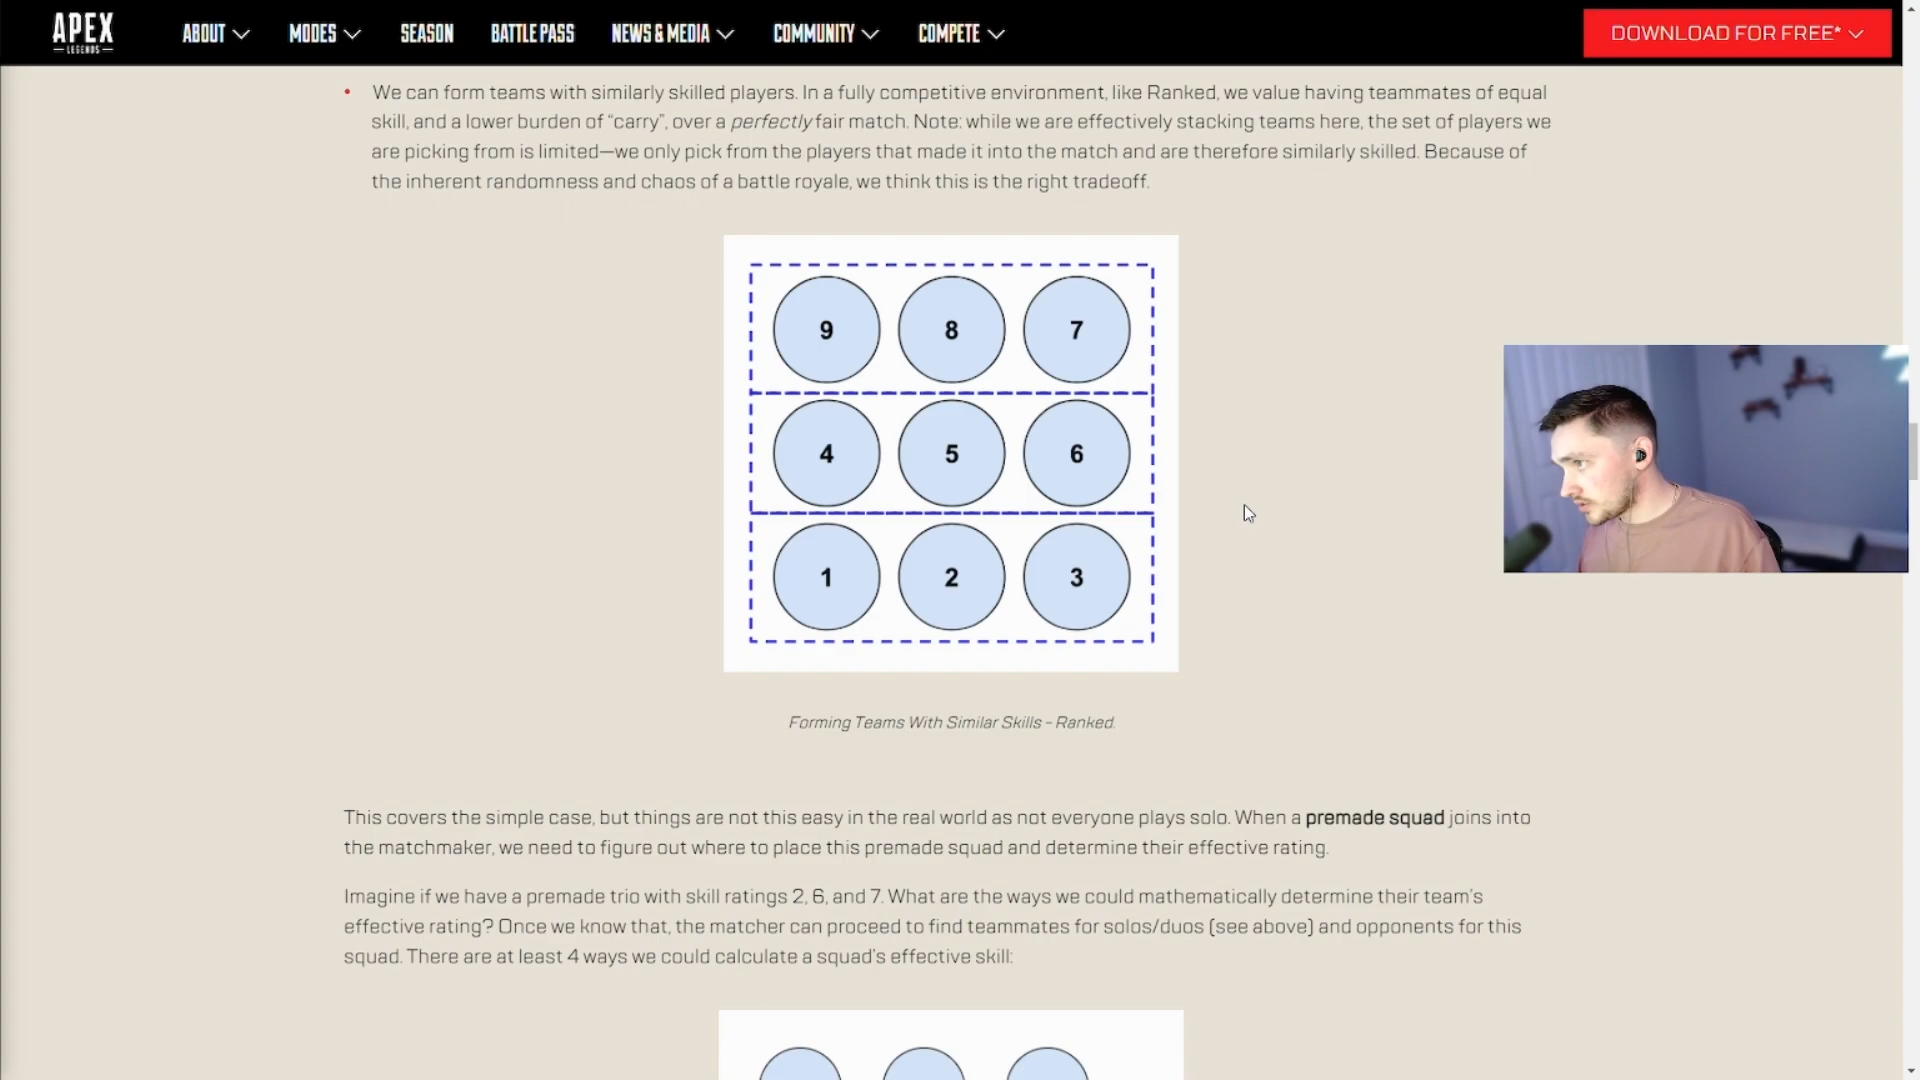 APEX
LEGENDS
ABOUT
MODES
SEASON
BATTLE PASS
NEWS & MEDIA
COMMUNITY
COMPETE
DOWNLOAD FOR FREE*
• We can form teams with similarly skilled players. In a fully competitive environment, like Ranked, we value having teammates of equal
skill, and a lower burden of “carry”, over a perfectly fair match. Note: while we are effectively stacking teams here, the set of players we
are picking from is limited—we only pick from the players that made it into the match and are therefore similarly skilled. Because of
the inherent randomness and chaos of a battle royale, we think this is the right tradeoff.
9 8 7
4 5 6
1 2 3
Forming Teams With Similar Skills - Ranked.
This covers the simple case, but things are not this easy in the real world as not everyone plays solo. When a premade squad joins into
the matchmaker, we need to figure out where to place this premade squad and determine their effective rating.
Imagine if we have a premade trio with skill ratings 2, 6, and 7. What are the ways we could mathematically determine their team's
effective rating? Once we know that, the matcher can proceed to find teammates for solos/duos (see above) and opponents for this
squad. There are at least 4 ways we could calculate a squad's effective skill: